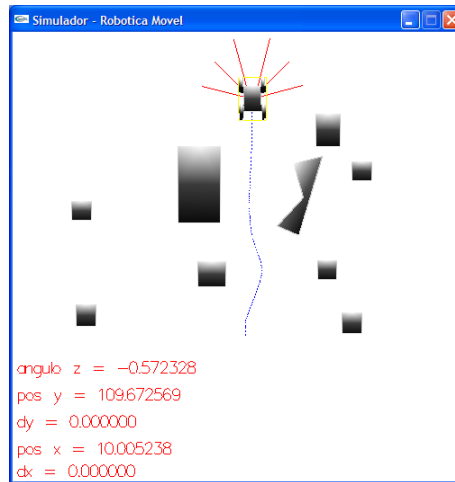 Simulador - Robotica Movel
angulo z = -0.572328
pos y = 109.672569
dy = 0.000000
pos x = 10.005238
dx = 0.000000